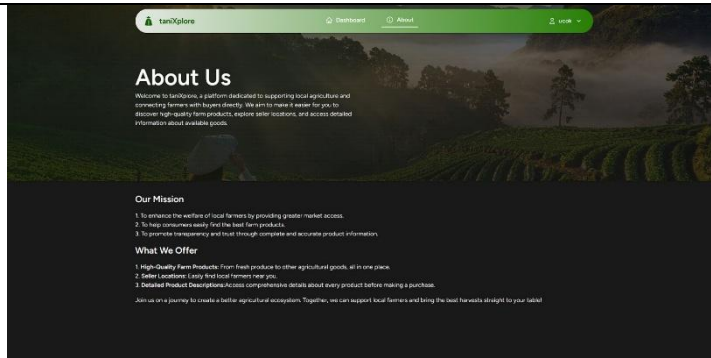 taniXplore
Dashboard
About
ucok
About Us
Welcome to taniXplore, a platform dedicated to supporting local agriculture and
connecting farmers with buyers directly. We aim to make it easier for you to
discover high-quality farm products, explore seller locations, and access detailed
information about available goods.
Our Mission
1. To enhance the welfare of local farmers by providing greater market access.
2. To help consumers easily find the best farm products.
3. To promote transparency and trust through complete and accurate product information.
What We Offer
1. High-Quality Farm Products: From fresh produce to other agricultural goods, all in one place.
2. Seller Locations: Easily find local farmers near you.
3. Detailed Product Descriptions:Access comprehensive details about every product before making a purchase.
Join us on a journey to create a better agricultural ecosystem. Together, we can support local farmers and bring the best harvests straight to your table!